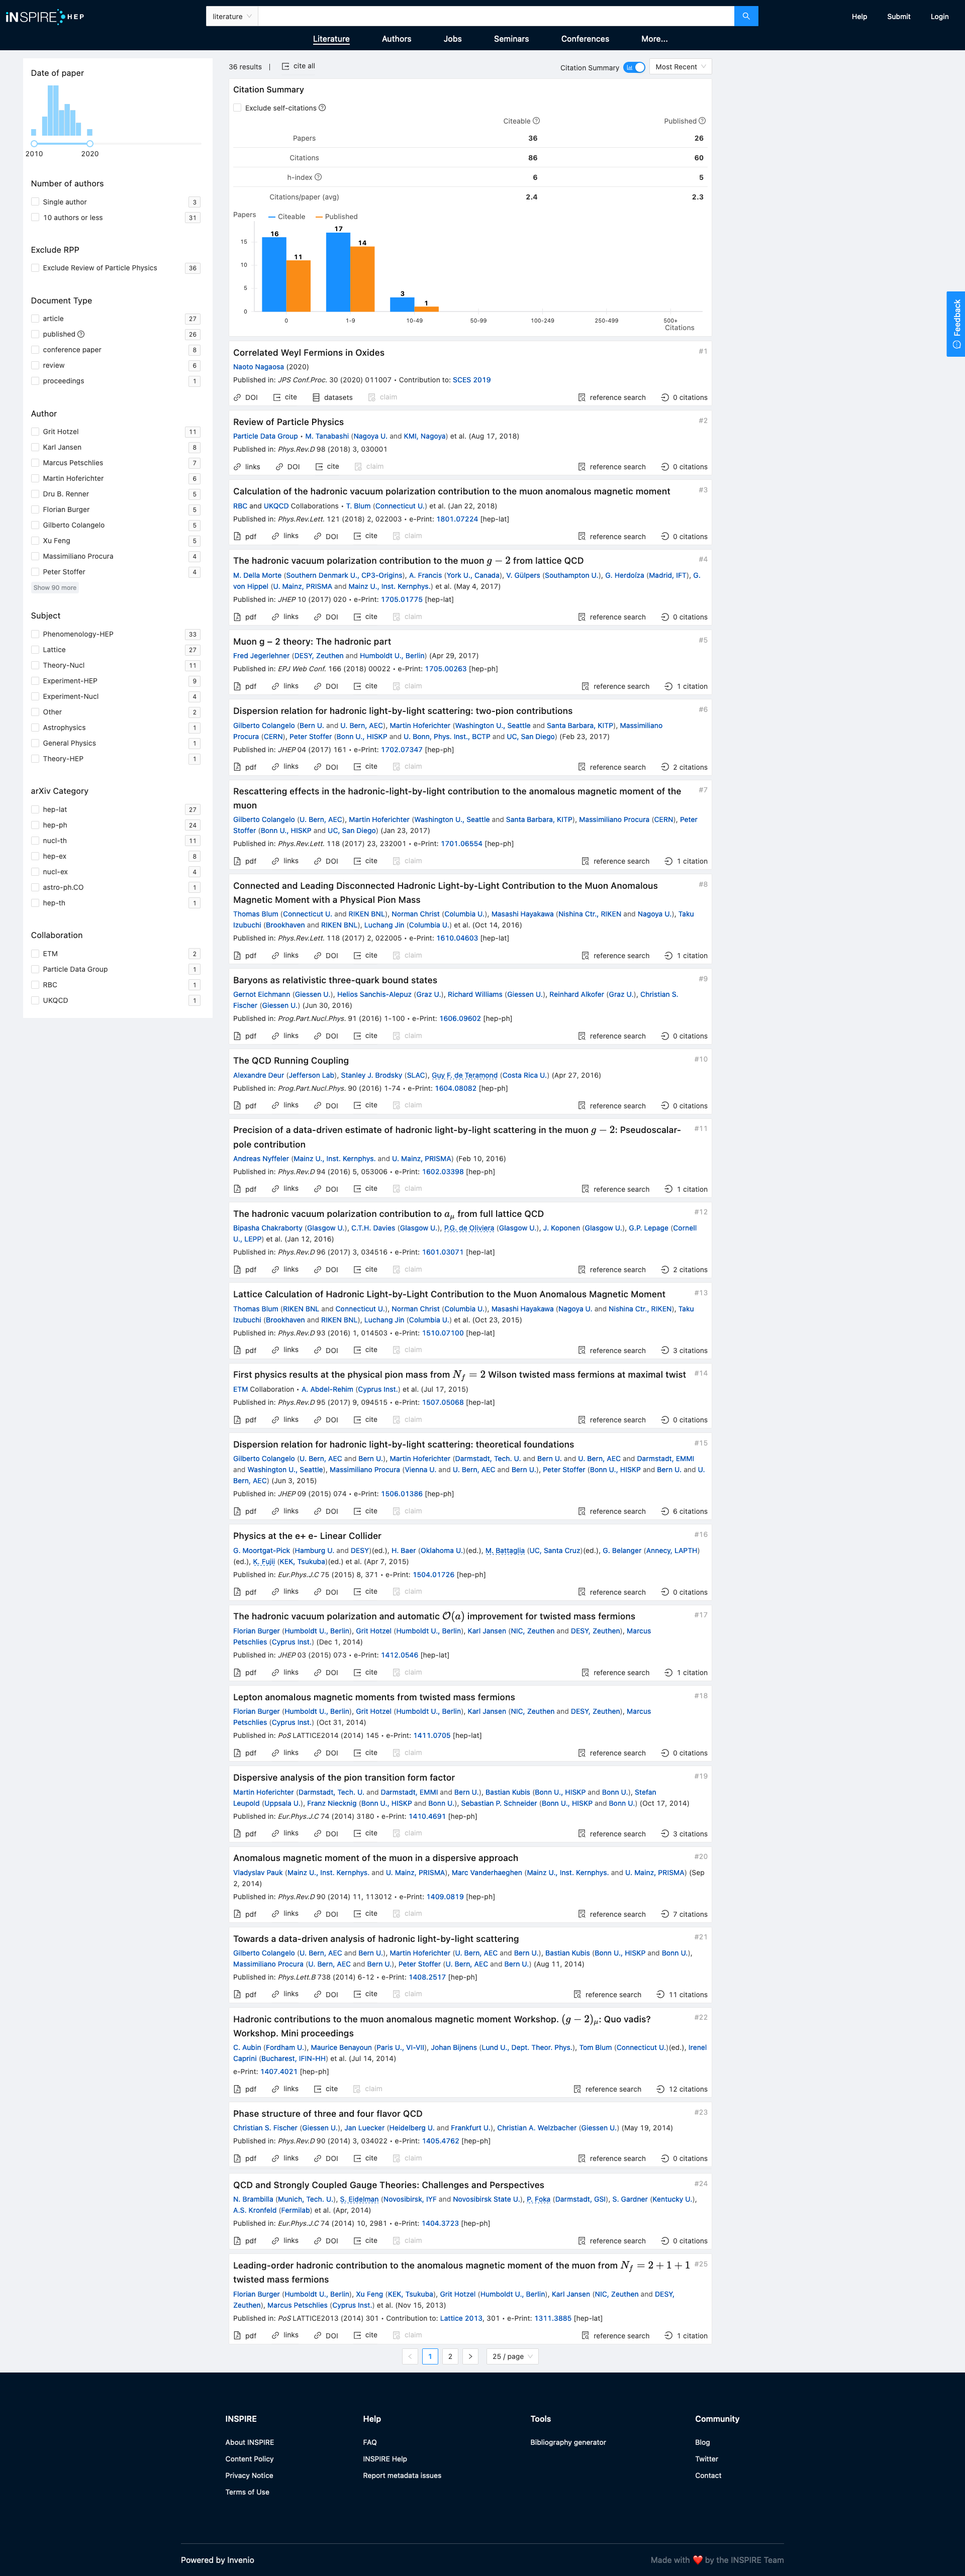 iNSPIRE HEP
literature
Help
Submit
Login
Literature
Authors
Jobs
Seminars
Conferences
More...
Date of paper
2010
2020
Number of authors
Single author
3
10 authors or less
31
Exclude RPP
Exclude Review of Particle Physics
36
Document Type
article
27
published
26
conference paper
8
review
6
proceedings
1
Author
Grit Hotzel
11
Karl Jansen
8
Marcus Petschlies
7
Martin Hoferichter
6
Dru B. Renner
5
Florian Burger
5
Gilberto Colangelo
5
Xu Feng
5
Massimiliano Procura
4
Peter Stoffer
4
Show 90 more
Subject
Phenomenology-HEP
33
Lattice
27
Theory-Nucl
11
Experiment-HEP
9
Experiment-Nucl
4
Other
2
Astrophysics
1
General Physics
1
Theory-HEP
1
arXiv Category
hep-lat
27
hep-ph
24
nucl-th
11
hep-ex
8
nucl-ex
4
astro-ph.CO
1
hep-th
1
Collaboration
ETM
2
Particle Data Group
1
RBC
1
UKQCD
1
36 results | cite all
Citation Summary
Most Recent
Citation Summary
Exclude self-citations
Citeable Published
Papers 36 26
Citations 86 60
h-index 6 5
Citations/paper (avg) 2.4 2.3
Papers
Citeable Published
15
10
5
0
16
11
17
14
3
1
0 1-9 10-49 50-99 100-249 250-499 500+
Citations
Feedback
Correlated Weyl Fermions in Oxides #1
Naoto Nagaosa (2020)
Published in: JPS Conf.Proc. 30 (2020) 011007 • Contribution to: SCES 2019
DOI cite datasets claim reference search 0 citations
Review of Particle Physics #2
Particle Data Group • M. Tanabashi (Nagoya U. and KMI, Nagoya) et al. (Aug 17, 2018)
Published in: Phys.Rev.D 98 (2018) 3, 030001
links DOI cite claim reference search 0 citations
Calculation of the hadronic vacuum polarization contribution to the muon anomalous magnetic moment #3
RBC and UKQCD Collaborations • T. Blum (Connecticut U.) et al. (Jan 22, 2018)
Published in: Phys.Rev.Lett. 121 (2018) 2, 022003 • e-Print: 1801.07224 [hep-lat]
pdf links DOI cite claim reference search 0 citations
The hadronic vacuum polarization contribution to the muon g − 2 from lattice QCD #4
M. Della Morte (Southern Denmark U., CP3-Origins), A. Francis (York U., Canada), V. Gülpers (Southampton U.), G. Herdoíza (Madrid, IFT), G.
von Hippel (U. Mainz, PRISMA and Mainz U., Inst. Kernphys.) et al. (May 4, 2017)
Published in: JHEP 10 (2017) 020 • e-Print: 1705.01775 [hep-lat]
pdf links DOI cite claim reference search 0 citations
Muon g – 2 theory: The hadronic part #5
Fred Jegerlehner (DESY, Zeuthen and Humboldt U., Berlin) (Apr 29, 2017)
Published in: EPJ Web Conf. 166 (2018) 00022 • e-Print: 1705.00263 [hep-ph]
pdf links DOI cite claim reference search 1 citation
Dispersion relation for hadronic light-by-light scattering: two-pion contributions #6
Gilberto Colangelo (Bern U. and U. Bern, AEC), Martin Hoferichter (Washington U., Seattle and Santa Barbara, KITP), Massimiliano
Procura (CERN), Peter Stoffer (Bonn U., HISKP and U. Bonn, Phys. Inst., BCTP and UC, San Diego) (Feb 23, 2017)
Published in: JHEP 04 (2017) 161 • e-Print: 1702.07347 [hep-ph]
pdf links DOI cite claim reference search 2 citations
Rescattering effects in the hadronic-light-by-light contribution to the anomalous magnetic moment of the #7
muon
Gilberto Colangelo (U. Bern, AEC), Martin Hoferichter (Washington U., Seattle and Santa Barbara, KITP), Massimiliano Procura (CERN), Peter
Stoffer (Bonn U., HISKP and UC, San Diego) (Jan 23, 2017)
Published in: Phys.Rev.Lett. 118 (2017) 23, 232001 • e-Print: 1701.06554 [hep-ph]
pdf links DOI cite claim reference search 1 citation
Connected and Leading Disconnected Hadronic Light-by-Light Contribution to the Muon Anomalous #8
Magnetic Moment with a Physical Pion Mass
Thomas Blum (Connecticut U. and RIKEN BNL), Norman Christ (Columbia U.), Masashi Hayakawa (Nishina Ctr., RIKEN and Nagoya U.), Taku
Izubuchi (Brookhaven and RIKEN BNL), Luchang Jin (Columbia U.) et al. (Oct 14, 2016)
Published in: Phys.Rev.Lett. 118 (2017) 2, 022005 • e-Print: 1610.04603 [hep-lat]
pdf links DOI cite claim reference search 1 citation
Baryons as relativistic three-quark bound states #9
Gernot Eichmann (Giessen U.), Helios Sanchis-Alepuz (Graz U.), Richard Williams (Giessen U.), Reinhard Alkofer (Graz U.), Christian S.
Fischer (Giessen U.) (Jun 30, 2016)
Published in: Prog.Part.Nucl.Phys. 91 (2016) 1-100 • e-Print: 1606.09602 [hep-ph]
pdf links DOI cite claim reference search 0 citations
The QCD Running Coupling #10
Alexandre Deur (Jefferson Lab), Stanley J. Brodsky (SLAC), Guy F. de Teramond (Costa Rica U.) (Apr 27, 2016)
Published in: Prog.Part.Nucl.Phys. 90 (2016) 1-74 • e-Print: 1604.08082 [hep-ph]
pdf links DOI cite claim reference search 0 citations
Precision of a data-driven estimate of hadronic light-by-light scattering in the muon g − 2: Pseudoscalar- #11
pole contribution
Andreas Nyffeler (Mainz U., Inst. Kernphys. and U. Mainz, PRISMA) (Feb 10, 2016)
Published in: Phys.Rev.D 94 (2016) 5, 053006 • e-Print: 1602.03398 [hep-ph]
pdf links DOI cite claim reference search 1 citation
The hadronic vacuum polarization contribution to aμ from full lattice QCD #12
Bipasha Chakraborty (Glasgow U.), C.T.H. Davies (Glasgow U.), P.G. de Oliviera (Glasgow U.), J. Koponen (Glasgow U.), G.P. Lepage (Cornell
U., LEPP) et al. (Jan 12, 2016)
Published in: Phys.Rev.D 96 (2017) 3, 034516 • e-Print: 1601.03071 [hep-lat]
pdf links DOI cite claim reference search 2 citations
Lattice Calculation of Hadronic Light-by-Light Contribution to the Muon Anomalous Magnetic Moment #13
Thomas Blum (RIKEN BNL and Connecticut U.), Norman Christ (Columbia U.), Masashi Hayakawa (Nagoya U. and Nishina Ctr., RIKEN), Taku
Izubuchi (Brookhaven and RIKEN BNL), Luchang Jin (Columbia U.) et al. (Oct 23, 2015)
Published in: Phys.Rev.D 93 (2016) 1, 014503 • e-Print: 1510.07100 [hep-lat]
pdf links DOI cite claim reference search 3 citations
First physics results at the physical pion mass from Nf = 2 Wilson twisted mass fermions at maximal twist #14
ETM Collaboration • A. Abdel-Rehim (Cyprus Inst.) et al. (Jul 17, 2015)
Published in: Phys.Rev.D 95 (2017) 9, 094515 • e-Print: 1507.05068 [hep-lat]
pdf links DOI cite claim reference search 0 citations
Dispersion relation for hadronic light-by-light scattering: theoretical foundations #15
Gilberto Colangelo (U. Bern, AEC and Bern U.), Martin Hoferichter (Darmstadt, Tech. U. and Bern U. and U. Bern, AEC and Darmstadt, EMMI
and Washington U., Seattle), Massimiliano Procura (Vienna U. and U. Bern, AEC and Bern U.), Peter Stoffer (Bonn U., HISKP and Bern U. and U.
Bern, AEC) (Jun 3, 2015)
Published in: JHEP 09 (2015) 074 • e-Print: 1506.01386 [hep-ph]
pdf links DOI cite claim reference search 6 citations
Physics at the e+ e- Linear Collider #16
G. Moortgat-Pick (Hamburg U. and DESY)(ed.), H. Baer (Oklahoma U.)(ed.), M. Battaglia (UC, Santa Cruz)(ed.), G. Belanger (Annecy, LAPTH)
(ed.), K. Fujii (KEK, Tsukuba)(ed.) et al. (Apr 7, 2015)
Published in: Eur.Phys.J.C 75 (2015) 8, 371 • e-Print: 1504.01726 [hep-ph]
pdf links DOI cite claim reference search 0 citations
The hadronic vacuum polarization and automatic O(a) improvement for twisted mass fermions #17
Florian Burger (Humboldt U., Berlin), Grit Hotzel (Humboldt U., Berlin), Karl Jansen (NIC, Zeuthen and DESY, Zeuthen), Marcus
Petschlies (Cyprus Inst.) (Dec 1, 2014)
Published in: JHEP 03 (2015) 073 • e-Print: 1412.0546 [hep-lat]
pdf links DOI cite claim reference search 1 citation
Lepton anomalous magnetic moments from twisted mass fermions #18
Florian Burger (Humboldt U., Berlin), Grit Hotzel (Humboldt U., Berlin), Karl Jansen (NIC, Zeuthen and DESY, Zeuthen), Marcus
Petschlies (Cyprus Inst.) (Oct 31, 2014)
Published in: PoS LATTICE2014 (2014) 145 • e-Print: 1411.0705 [hep-lat]
pdf links DOI cite claim reference search 0 citations
Dispersive analysis of the pion transition form factor #19
Martin Hoferichter (Darmstadt, Tech. U. and Darmstadt, EMMI and Bern U.), Bastian Kubis (Bonn U., HISKP and Bonn U.), Stefan
Leupold (Uppsala U.), Franz Niecknig (Bonn U., HISKP and Bonn U.), Sebastian P. Schneider (Bonn U., HISKP and Bonn U.) (Oct 17, 2014)
Published in: Eur.Phys.J.C 74 (2014) 3180 • e-Print: 1410.4691 [hep-ph]
pdf links DOI cite claim reference search 3 citations
Anomalous magnetic moment of the muon in a dispersive approach #20
Vladyslav Pauk (Mainz U., Inst. Kernphys. and U. Mainz, PRISMA), Marc Vanderhaeghen (Mainz U., Inst. Kernphys. and U. Mainz, PRISMA) (Sep
2, 2014)
Published in: Phys.Rev.D 90 (2014) 11, 113012 • e-Print: 1409.0819 [hep-ph]
pdf links DOI cite claim reference search 7 citations
Towards a data-driven analysis of hadronic light-by-light scattering #21
Gilberto Colangelo (U. Bern, AEC and Bern U.), Martin Hoferichter (U. Bern, AEC and Bern U.), Bastian Kubis (Bonn U., HISKP and Bonn U.),
Massimiliano Procura (U. Bern, AEC and Bern U.), Peter Stoffer (U. Bern, AEC and Bern U.) (Aug 11, 2014)
Published in: Phys.Lett.B 738 (2014) 6-12 • e-Print: 1408.2517 [hep-ph]
pdf links DOI cite claim reference search 11 citations
Hadronic contributions to the muon anomalous magnetic moment Workshop. (g − 2)μ: Quo vadis? #22
Workshop. Mini proceedings
C. Aubin (Fordham U.), Maurice Benayoun (Paris U., VI-VII), Johan Bijnens (Lund U., Dept. Theor. Phys.), Tom Blum (Connecticut U.)(ed.), Irenel
Caprini (Bucharest, IFIN-HH) et al. (Jul 14, 2014)
e-Print: 1407.4021 [hep-ph]
pdf links cite claim reference search 12 citations
Phase structure of three and four flavor QCD #23
Christian S. Fischer (Giessen U.), Jan Luecker (Heidelberg U. and Frankfurt U.), Christian A. Welzbacher (Giessen U.) (May 19, 2014)
Published in: Phys.Rev.D 90 (2014) 3, 034022 • e-Print: 1405.4762 [hep-ph]
pdf links DOI cite claim reference search 0 citations
QCD and Strongly Coupled Gauge Theories: Challenges and Perspectives #24
N. Brambilla (Munich, Tech. U.), S. Eidelman (Novosibirsk, IYF and Novosibirsk State U.), P. Foka (Darmstadt, GSI), S. Gardner (Kentucky U.),
A.S. Kronfeld (Fermilab) et al. (Apr, 2014)
Published in: Eur.Phys.J.C 74 (2014) 10, 2981 • e-Print: 1404.3723 [hep-ph]
pdf links DOI cite claim reference search 0 citations
Leading-order hadronic contribution to the anomalous magnetic moment of the muon from Nf = 2 + 1 + 1 #25
twisted mass fermions
Florian Burger (Humboldt U., Berlin), Xu Feng (KEK, Tsukuba), Grit Hotzel (Humboldt U., Berlin), Karl Jansen (NIC, Zeuthen and DESY,
Zeuthen), Marcus Petschlies (Cyprus Inst.) et al. (Nov 15, 2013)
Published in: PoS LATTICE2013 (2014) 301 • Contribution to: Lattice 2013, 301 • e-Print: 1311.3885 [hep-lat]
pdf links DOI cite claim reference search 1 citation
1 2 25 / page
INSPIRE
About INSPIRE
Content Policy
Privacy Notice
Terms of Use
Help
FAQ
INSPIRE Help
Report metadata issues
Tools
Bibliography generator
Community
Blog
Twitter
Contact
Powered by Invenio
Made with ❤ by the INSPIRE Team